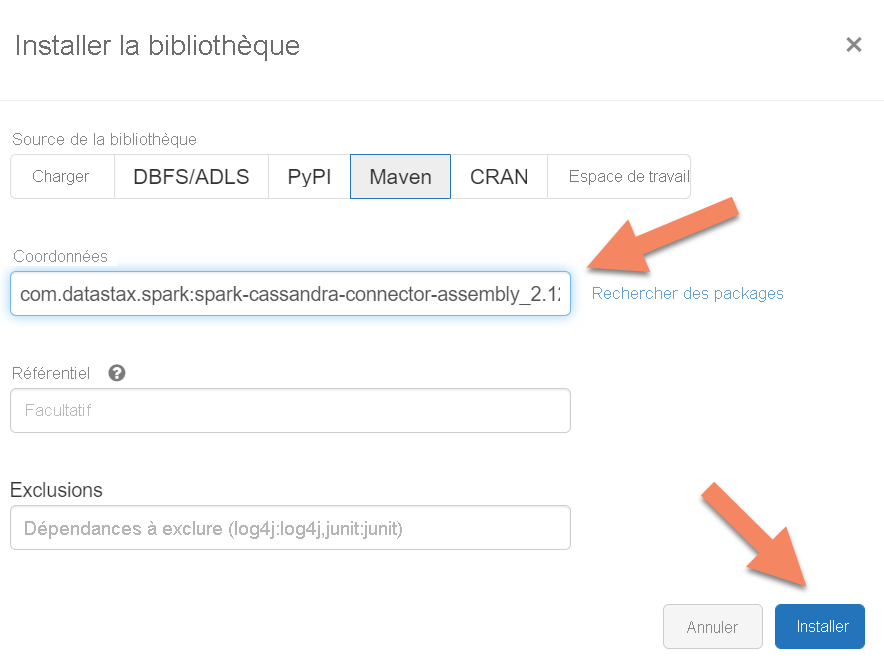 Installer la bibliothèque
Source de la bibliothèque
Charger DBFS/ADLS PyPI Maven CRAN Espace de travail
Coordonnées
com.datastax.spark:spark-cassandra-connector-assembly_2.12
Rechercher des packages
Référentiel ?
Facultatif
Exclusions
Dépendances à exclure (log4j:log4j,junit:junit)
Annuler Installer